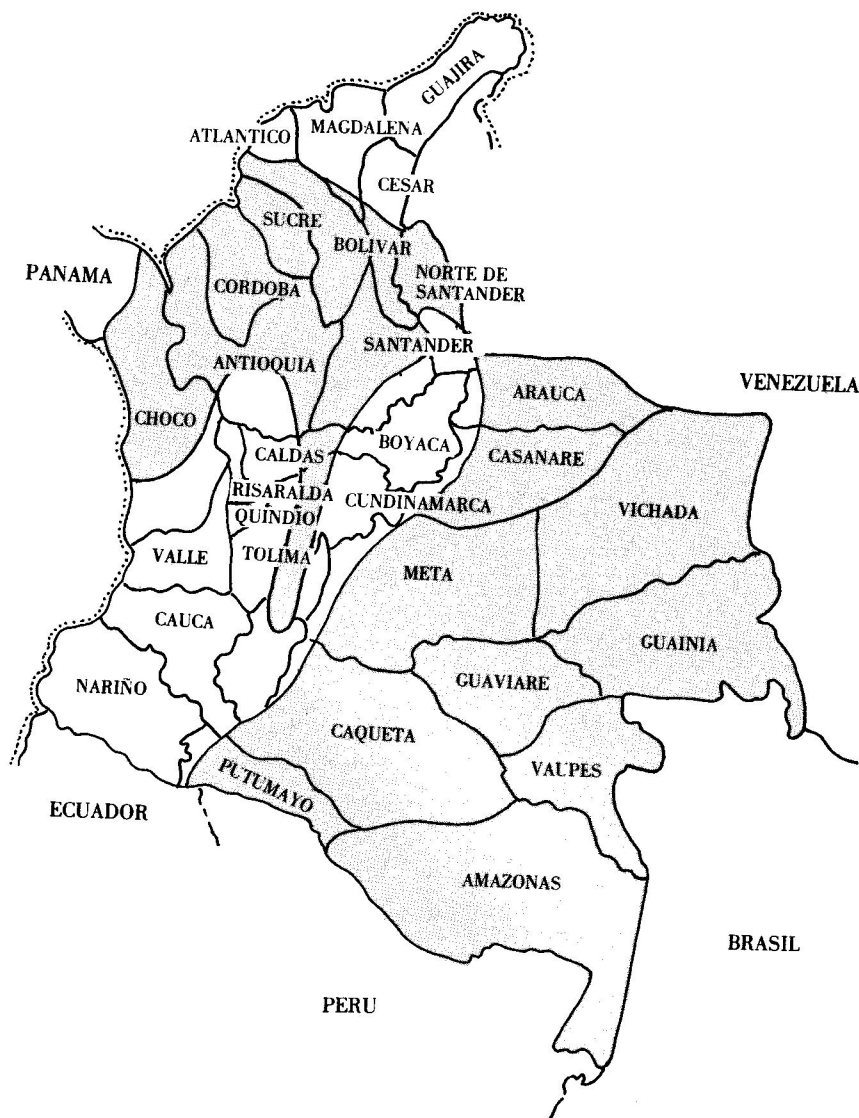 GUAJIRA
MAGDALENA
ATLANTICO
CESAR
SUCRE
BOLIVAR
PANAMA
NORTE DE
SANTANDER
CORDOBA
SANTANDER
ANTIOQUIA
VENEZUELA
ARAUCA
CHOCO
BOYACA
CALDAS
CASANARE
RISARALDA
CUNDINAMARCA
VICHADA
QUINDIO
VALLE
TOLIMA
META
CAUCA
GUAINIA
NARIÑO
GUAVIARE
CAQUETA
VAUPES
PUTUMAYO
ECUADOR
AMAZONAS
BRASIL
PERU